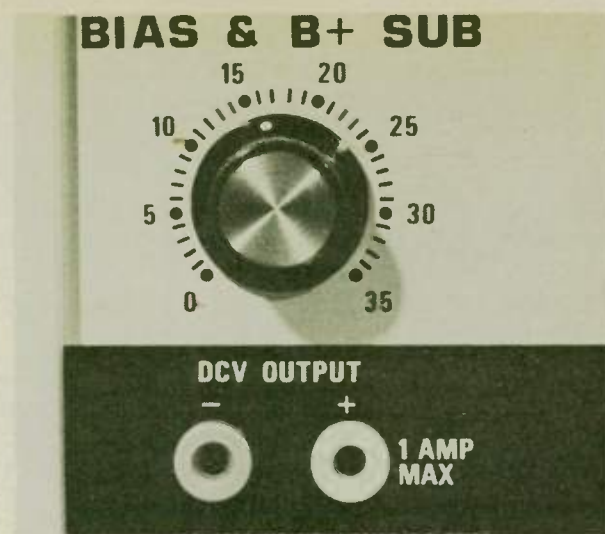 BIAS & B+ SUB
15 20
10 25
5 30
0 35
DCV OUTPUT
- +
1 AMP
MAX